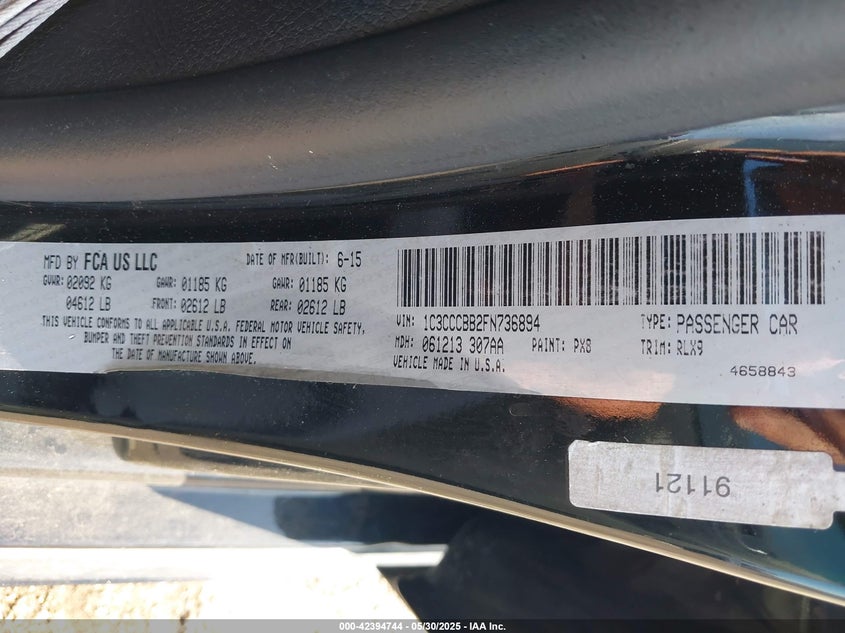 MFD BY FCA US LLC
DATE OF MFR(BUILT): 6-15
GVWR: 02092 KG GAWR: 01185 KG GAWR: 01185 KG
04612 LB FRONT: 02612 LB REAR: 02612 LB
THIS VEHICLE CONFORMS TO ALL APPLICABLE U.S.A. FEDERAL MOTOR VEHICLE SAFETY,
BUMPER AND THEFT PREVENTION STANDARDS IN EFFECT ON
THE DATE OF MANUFACTURE SHOWN ABOVE.
VIN: 1C3CCCBB2FN736894 TYPE: PASSENGER CAR
MDH: 061213 307AA PAINT: PX8 TRIM: RLX9
VEHICLE MADE IN U.S.A. 4658843
91121
000-42394744 — 05/30/2025 — IAA Inc.